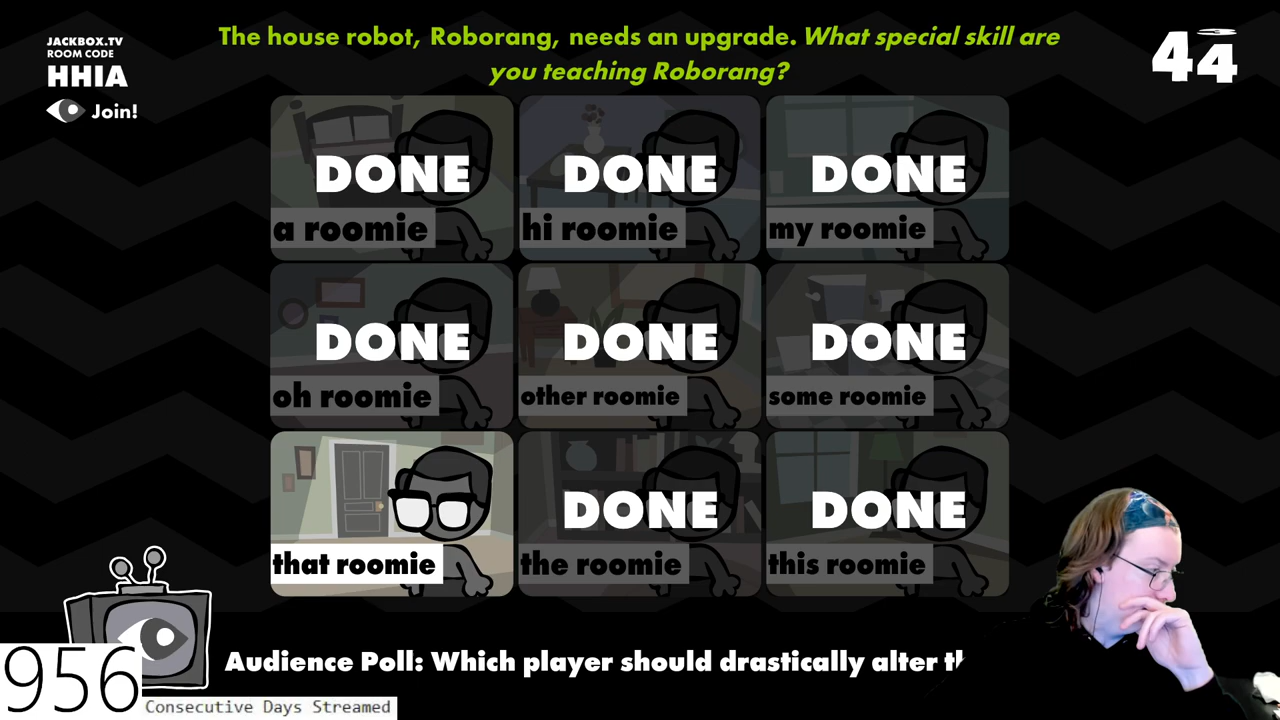 JACKBOX.TV
ROOM CODE
HHIA
Join!
The house robot, Roborang, needs an upgrade. What special skill are
you teaching Roborang?
DONE
a roomie
DONE
hi roomie
DONE
my roomie
DONE
oh roomie
DONE
other roomie
DONE
some roomie
that roomie
DONE
the roomie
DONE
this roomie
Audience Poll: Which player should drastically alter
956
Consecutive Days Streamed